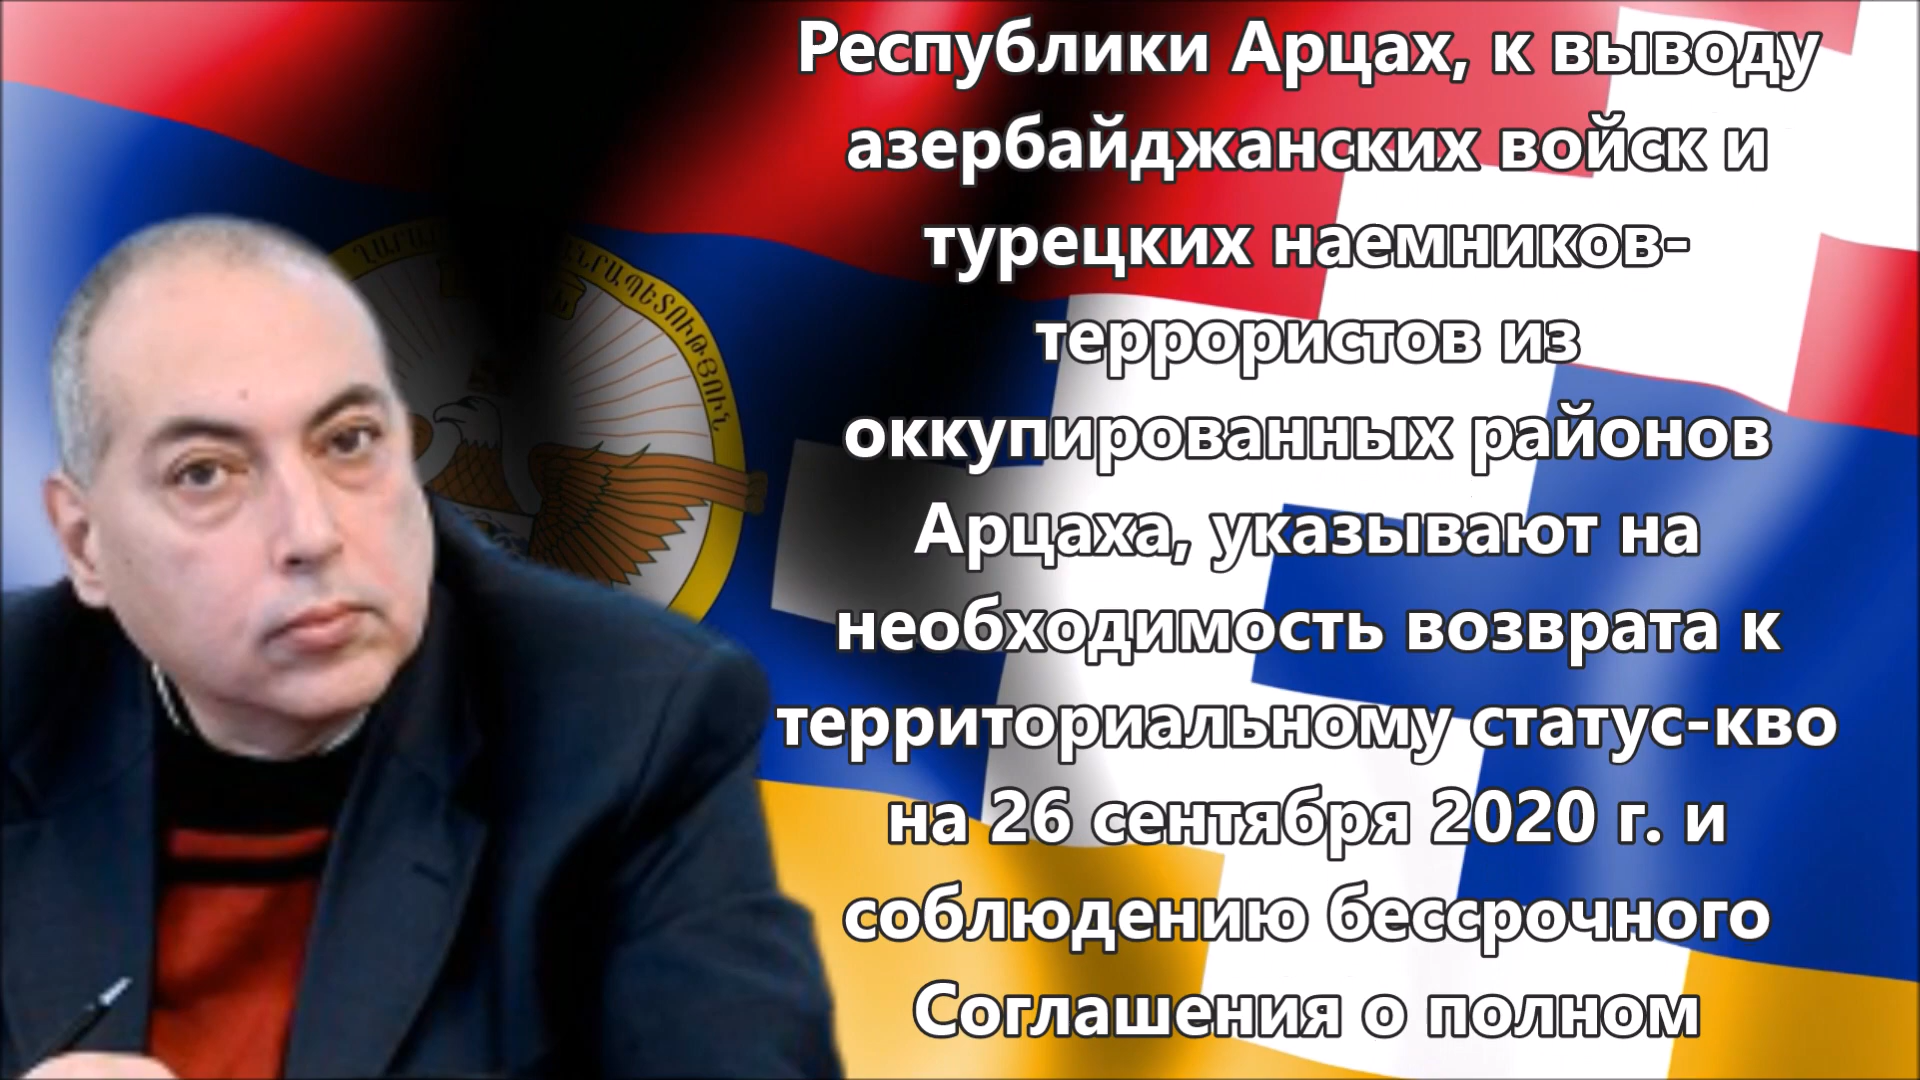 Республики Арцах, к выводу
азербайджанских войск и
турецких наемников-
террористов из
оккупированных районов
Арцаха, указывают на
необходимость возврата к
территориальному статус-кво
на 26 сентября 2020 г. и
соблюдению бессрочного
Соглашения о полном